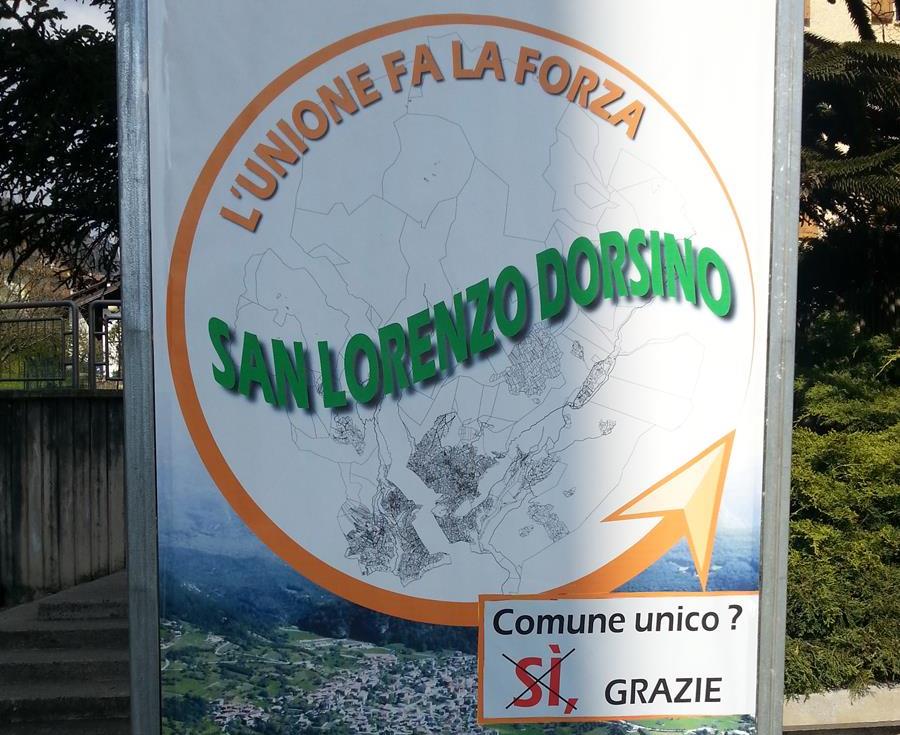 L'UNIONE FA LA FORZA
SAN LORENZO DORSINO
Comune unico ?
SÌ, GRAZIE